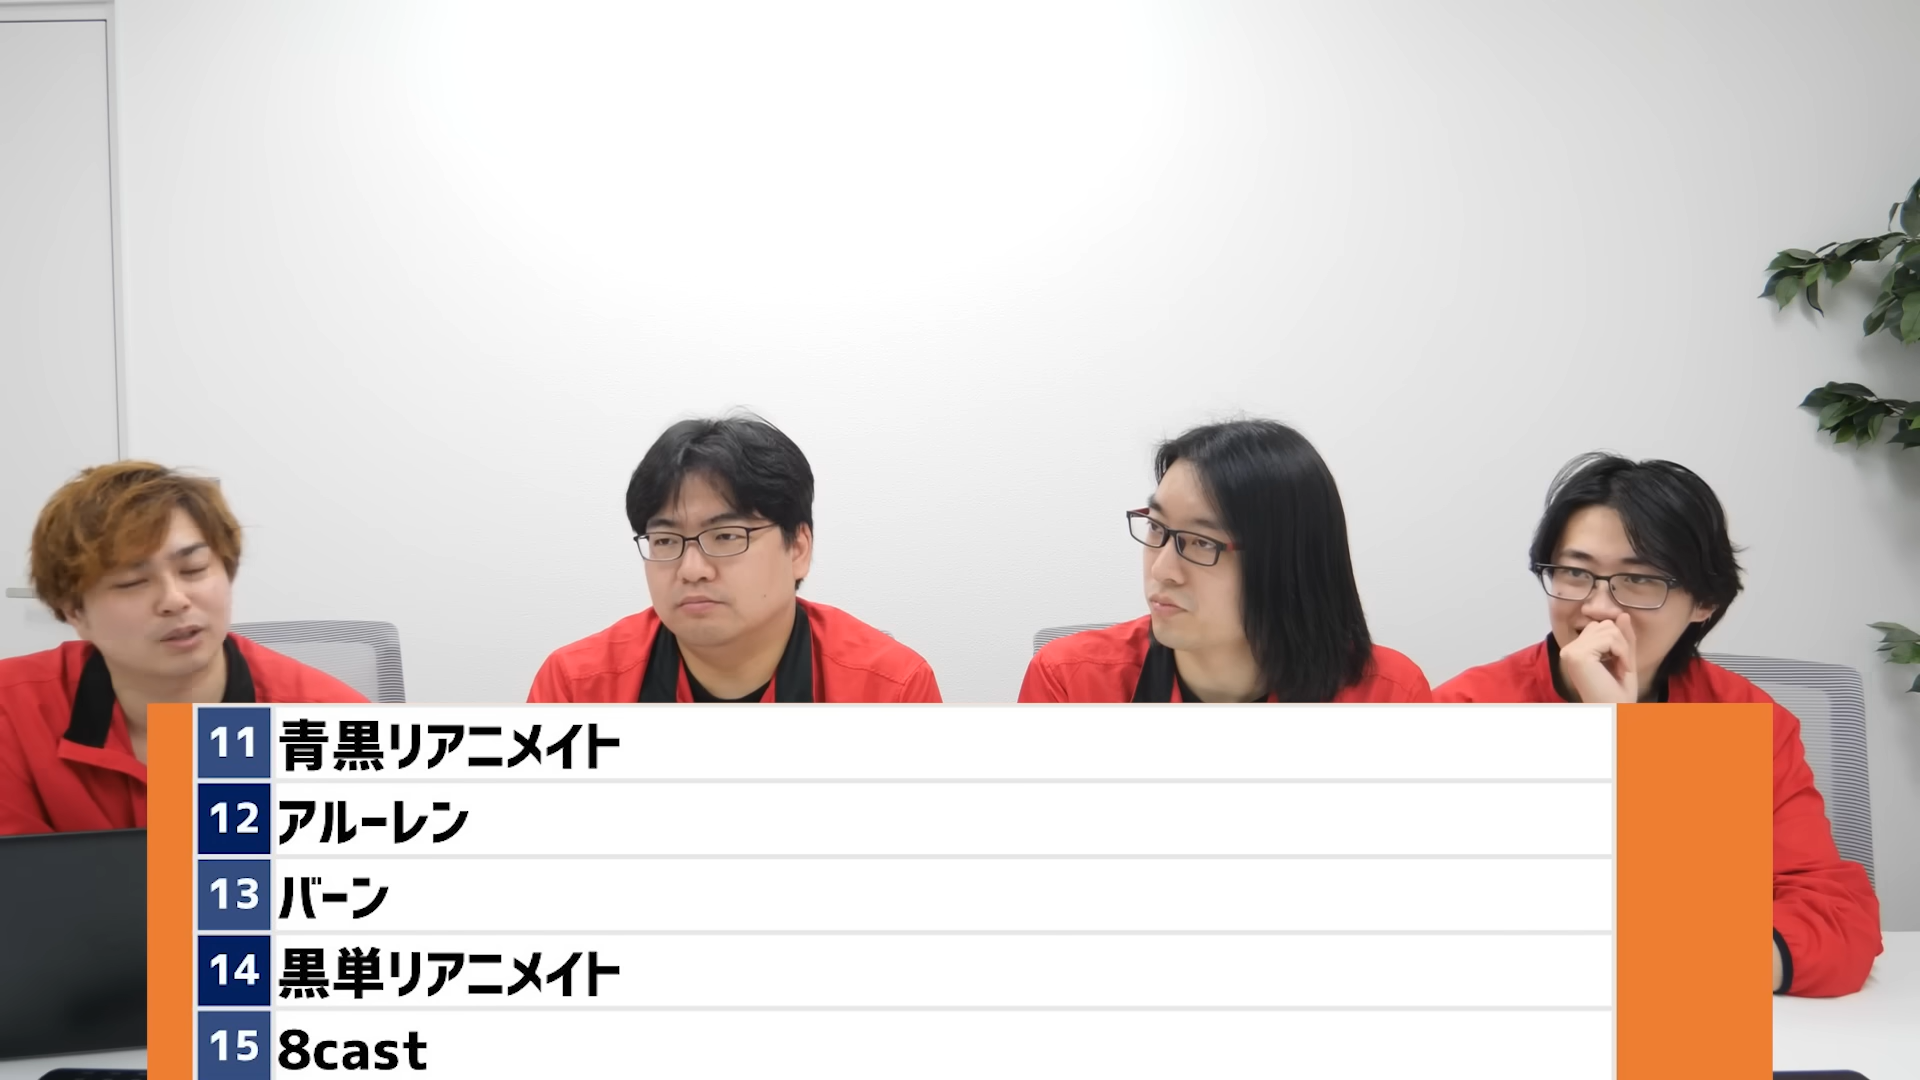 11 青黒リアニメイト
12 アルーレン
13 バーン
14 黒単リアニメイト
15 8cast